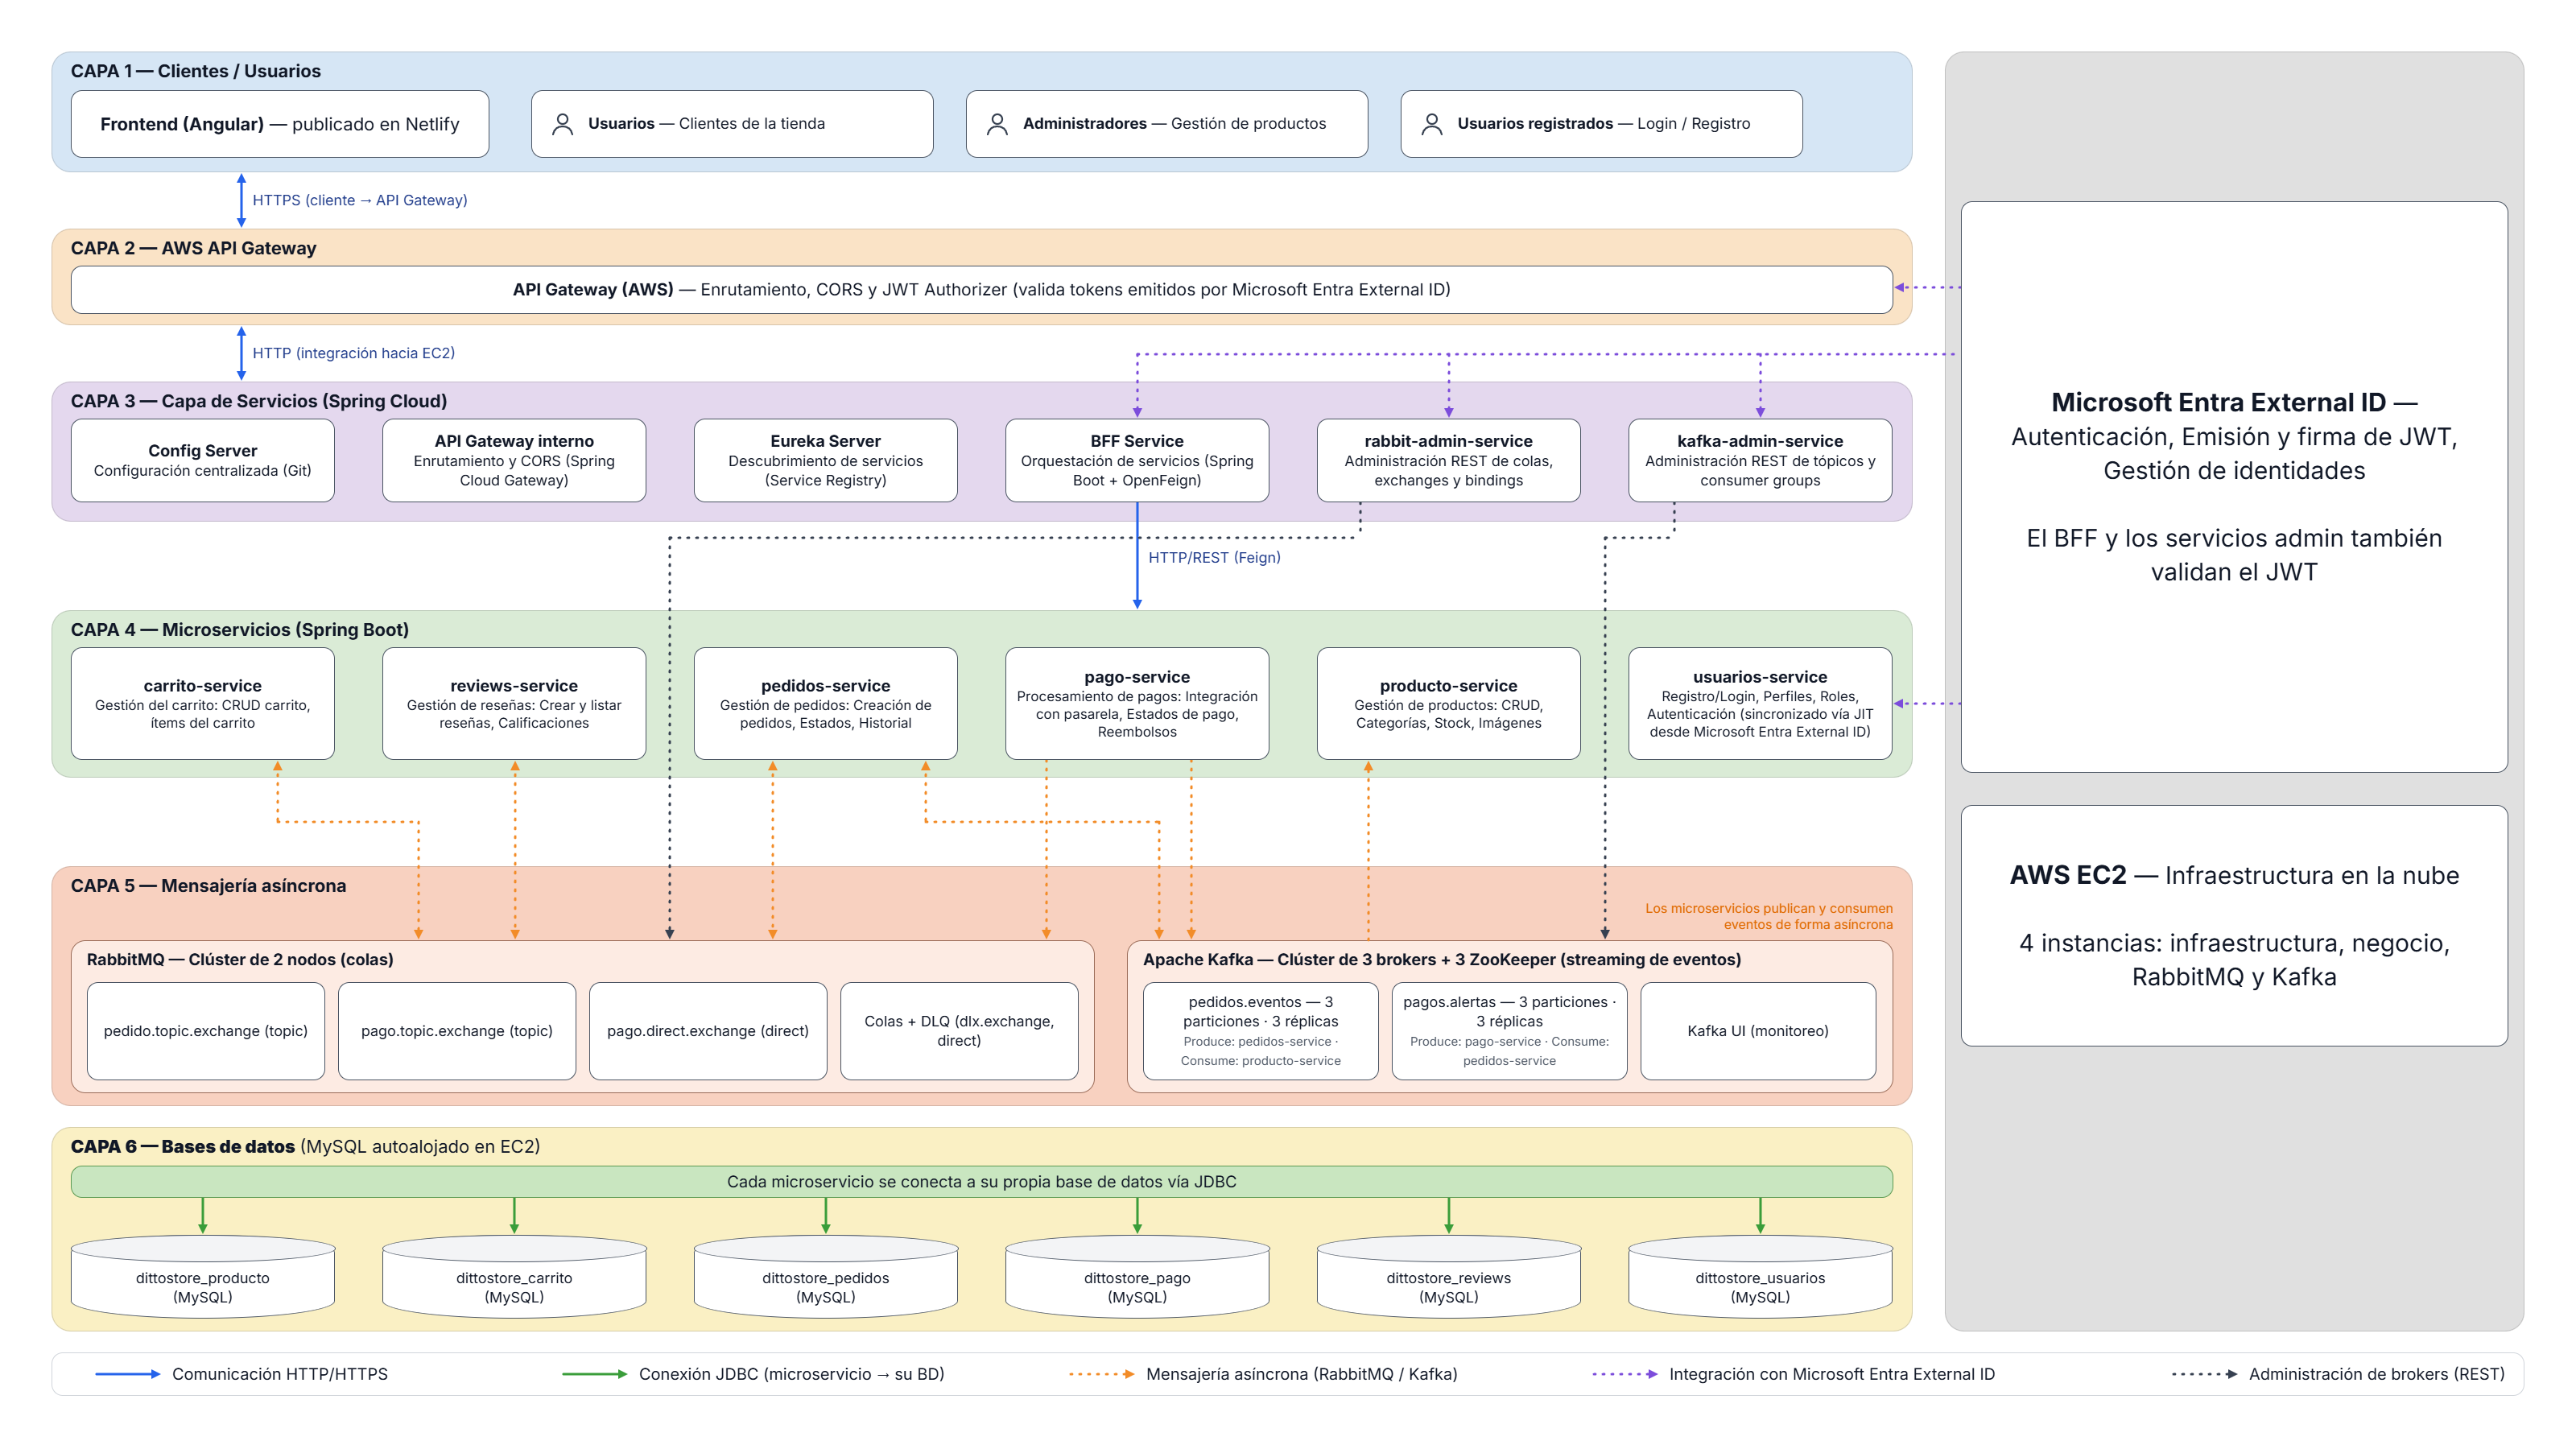 CAPA 1 — Clientes / Usuarios
Frontend (Angular) — publicado en Netlify
Usuarios — Clientes de la tienda
Administradores — Gestión de productos
Usuarios registrados — Login / Registro
HTTPS (cliente → API Gateway)
CAPA 2 — AWS API Gateway
API Gateway (AWS) — Enrutamiento, CORS y JWT Authorizer (valida tokens emitidos por Microsoft Entra External ID)
HTTP (integración hacia EC2)
CAPA 3 — Capa de Servicios (Spring Cloud)
Config Server
Configuración centralizada (Git)
API Gateway interno
Enrutamiento y CORS (Spring
Cloud Gateway)
Eureka Server
Descubrimiento de servicios
(Service Registry)
BFF Service
Orquestación de servicios (Spring
Boot + OpenFeign)
rabbit-admin-service
Administración REST de colas,
exchanges y bindings
kafka-admin-service
Administración REST de tópicos y
consumer groups
HTTP/REST (Feign)
CAPA 4 — Microservicios (Spring Boot)
carrito-service
Gestión del carrito: CRUD carrito,
ítems del carrito
reviews-service
Gestión de reseñas: Crear y listar
reseñas, Calificaciones
pedidos-service
Gestión de pedidos: Creación de
pedidos, Estados, Historial
pago-service
Procesamiento de pagos: Integración
con pasarela, Estados de pago,
Reembolsos
producto-service
Gestión de productos: CRUD,
Categorías, Stock, Imágenes
usuarios-service
Registro/Login, Perfiles, Roles,
Autenticación (sincronizado vía JIT
desde Microsoft Entra External ID)
CAPA 5 — Mensajería asíncrona
Los microservicios publican y consumen
eventos de forma asíncrona
RabbitMQ — Clúster de 2 nodos (colas)
pedido.topic.exchange (topic)
pago.topic.exchange (topic)
pago.direct.exchange (direct)
Colas + DLQ (dlx.exchange,
direct)
Apache Kafka — Clúster de 3 brokers + 3 ZooKeeper (streaming de eventos)
pedidos.eventos — 3
particiones · 3 réplicas
Produce: pedidos-service ·
Consume: producto-service
pagos.alertas — 3 particiones ·
3 réplicas
Produce: pago-service · Consume:
pedidos-service
Kafka UI (monitoreo)
CAPA 6 — Bases de datos (MySQL autoalojado en EC2)
Cada microservicio se conecta a su propia base de datos vía JDBC
dittostore_producto
(MySQL)
dittostore_carrito
(MySQL)
dittostore_pedidos
(MySQL)
dittostore_pago
(MySQL)
dittostore_reviews
(MySQL)
dittostore_usuarios
(MySQL)
Microsoft Entra External ID —
Autenticación, Emisión y firma de JWT,
Gestión de identidades
El BFF y los servicios admin también
validan el JWT
AWS EC2 — Infraestructura en la nube
4 instancias: infraestructura, negocio,
RabbitMQ y Kafka
Comunicación HTTP/HTTPS
Conexión JDBC (microservicio → su BD)
Mensajería asíncrona (RabbitMQ / Kafka)
Integración con Microsoft Entra External ID
Administración de brokers (REST)